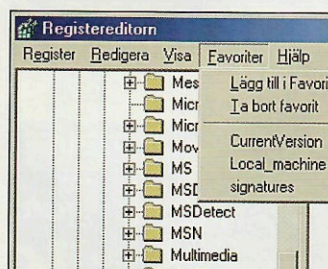 Registereditorn
Register Redigera Visa Favoriter Hjälp
Lägg till i Favori
Ta bort favorit
CurrentVersion
Local_machine
signatures
Mes
Micr
Micr
Mov
MS
MSD
MSDetect
MSN
Multimedia